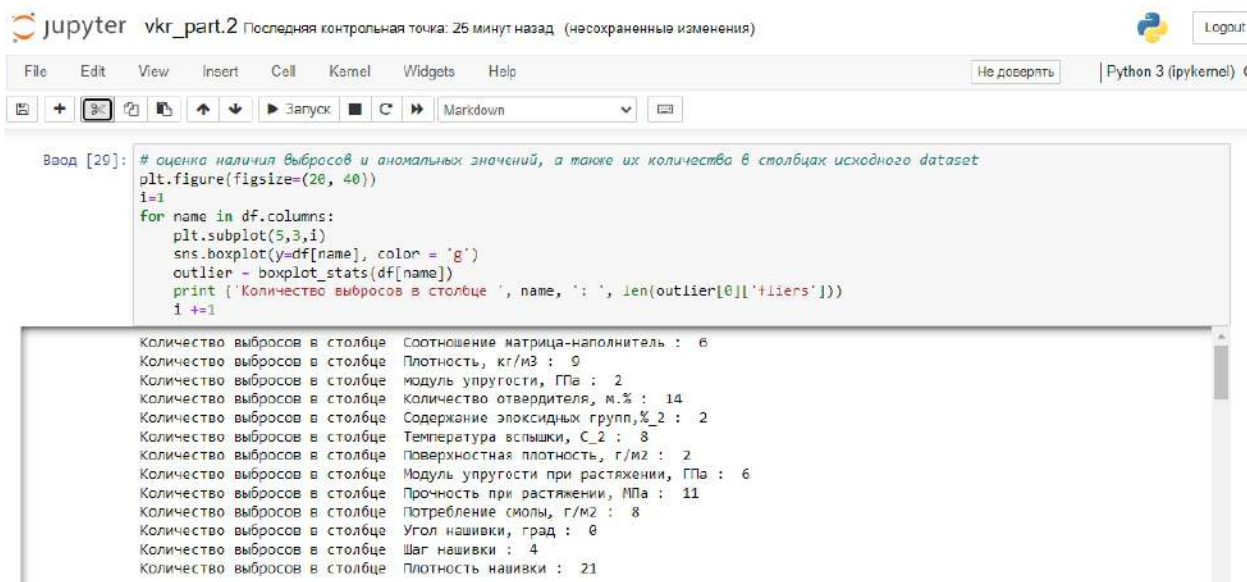 jupyter vkr_part.2 Последняя контрольная точка: 25 минут назад (несохраненные изменения)
Logout
File Edit View Insert Cell Kernel Widgets Help
Не доверять
Python 3 (ipykernel)
Запуск
Markdown
Ввод [29]:
# оценка наличия выбросов и аномальных значений, а также их количества в столбцах исходного dataset
plt.figure(figsize=(20, 40))
i=1
for name in df.columns:
    plt.subplot(5,3,i)
    sns.boxplot(y=df[name], color = 'g')
    outlier = boxplot_stats(df[name])
    print ('Количество выбросов в столбце ', name, ': ', len(outlier[0]['fliers']))
    i +=1
Количество выбросов в столбце  Соотношение матрица-наполнитель :  6
Количество выбросов в столбце  Плотность, кг/м3 :  9
Количество выбросов в столбце  модуль упругости, ГПа :  2
Количество выбросов в столбце  Количество отвердителя, м.% :  14
Количество выбросов в столбце  Содержание эпоксидных групп,%_2 :  2
Количество выбросов в столбце  Температура вспышки, С_2 :  8
Количество выбросов в столбце  Поверхностная плотность, г/м2 :  2
Количество выбросов в столбце  Модуль упругости при растяжении, ГПа :  6
Количество выбросов в столбце  Прочность при растяжении, МПа :  11
Количество выбросов в столбце  Потребление смолы, г/м2 :  8
Количество выбросов в столбце  Угол нашивки, град :  0
Количество выбросов в столбце  Шаг нашивки :  4
Количество выбросов в столбце  Плотность нашивки :  21